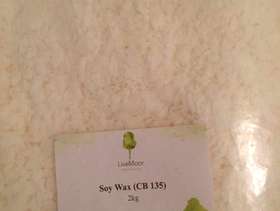 LiveMoor
Soy Wax (CB 135)
2kg